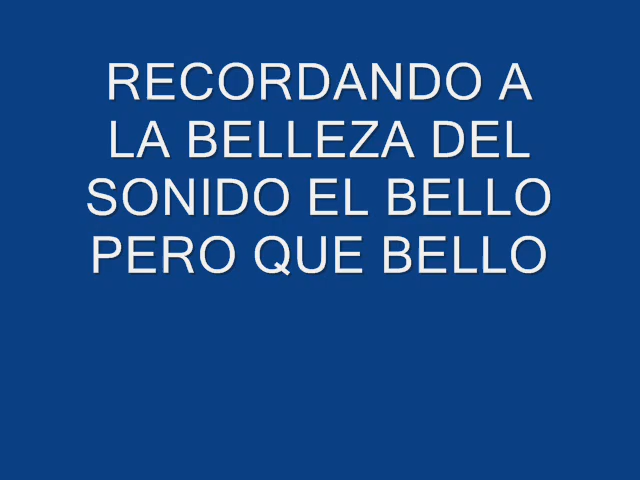 RECORDANDO A
LA BELLEZA DEL
SONIDO EL BELLO
PERO QUE BELLO